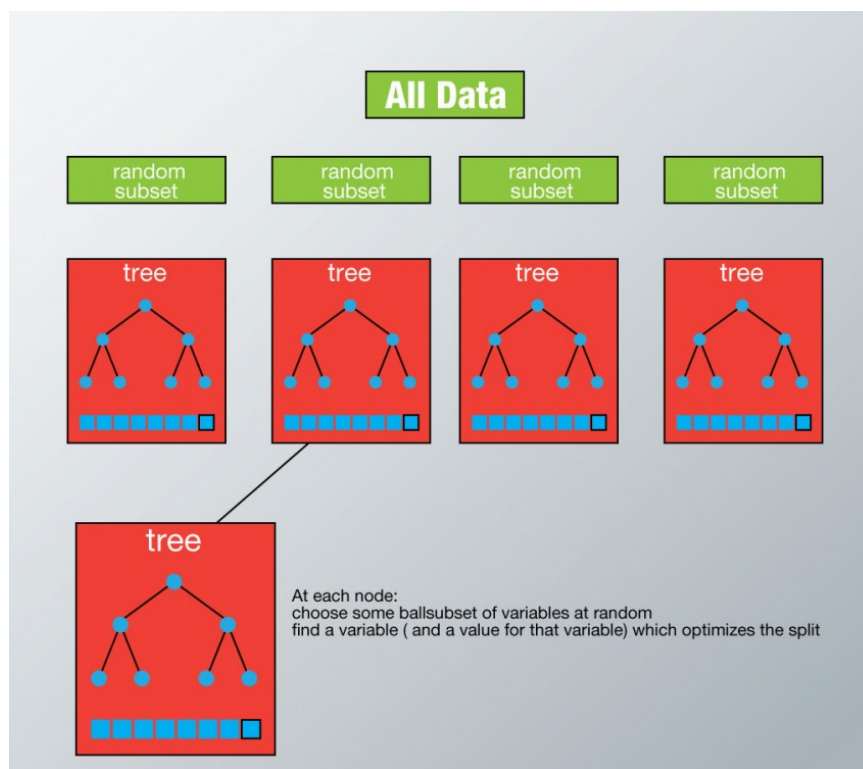 All Data
random
subset
random
subset
random
subset
random
subset
tree
tree
tree
tree
tree
At each node:
choose some ballsubset of variables at random
find a variable ( and a value for that variable) which optimizes the split